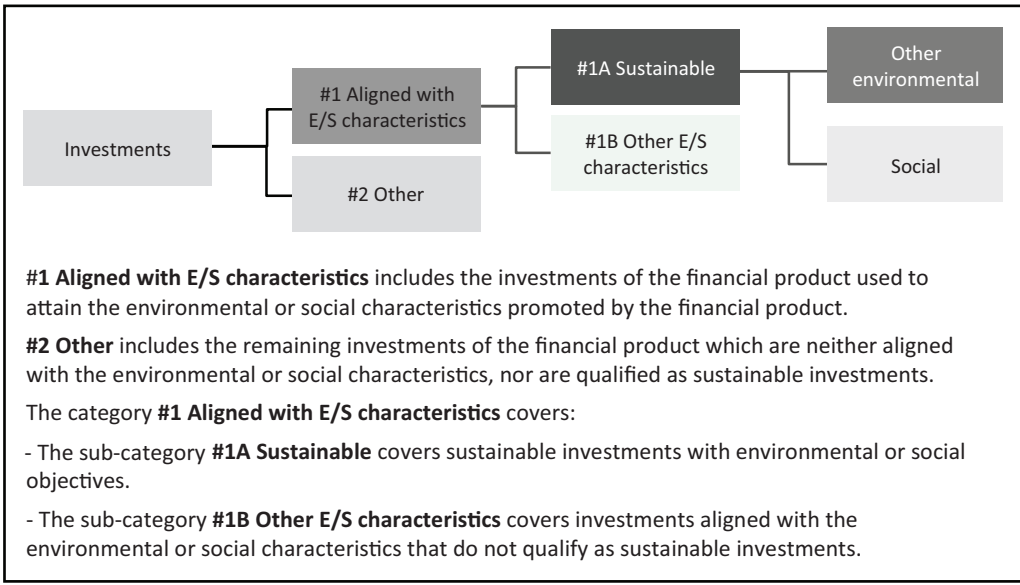 Investments
#1 Aligned with
E/S characteristics
#2 Other
#1A Sustainable
#1B Other E/S
characteristics
Other
environmental
Social
#1 Aligned with E/S characteristics includes the investments of the financial product used to
attain the environmental or social characteristics promoted by the financial product.
#2 Other includes the remaining investments of the financial product which are neither aligned
with the environmental or social characteristics, nor are qualified as sustainable investments.
The category #1 Aligned with E/S characteristics covers:
- The sub-category #1A Sustainable covers sustainable investments with environmental or social
objectives.
- The sub-category #1B Other E/S characteristics covers investments aligned with the
environmental or social characteristics that do not qualify as sustainable investments.